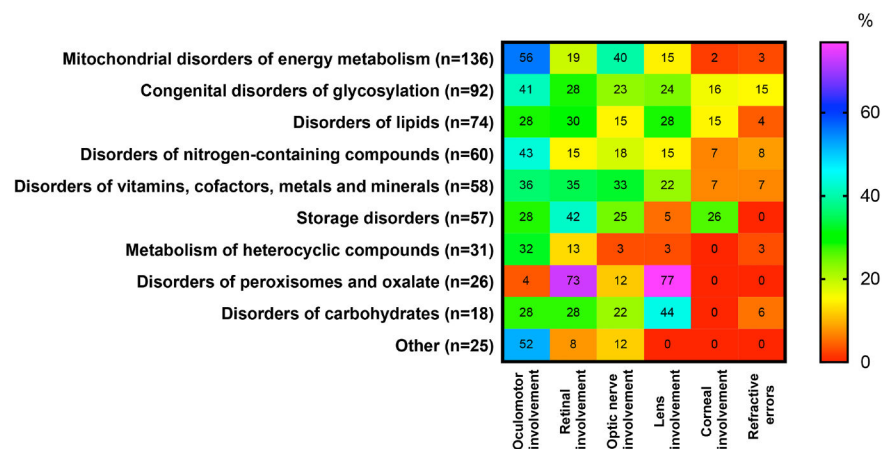 %
Mitochondrial disorders of energy metabolism (n=136) 56 19 40 15 2 3
Congenital disorders of glycosylation (n=92) 41 28 23 24 16 15
Disorders of lipids (n=74) 28 30 15 28 15 4
Disorders of nitrogen-containing compounds (n=60) 43 15 18 15 7 8
Disorders of vitamins, cofactors, metals and minerals (n=58) 36 35 33 22 7 7
Storage disorders (n=57) 28 42 25 5 26 0
Metabolism of heterocyclic compounds (n=31) 32 13 3 3 0 3
Disorders of peroxisomes and oxalate (n=26) 4 73 12 77 0 0
Disorders of carbohydrates (n=18) 28 28 22 44 0 6
Other (n=25) 52 8 12 0 0 0
Oculomotor
involvement
Retinal
involvement
Optic nerve
involvement
Lens
involvement
Corneal
involvement
Refractive
errors
60
40
20
0